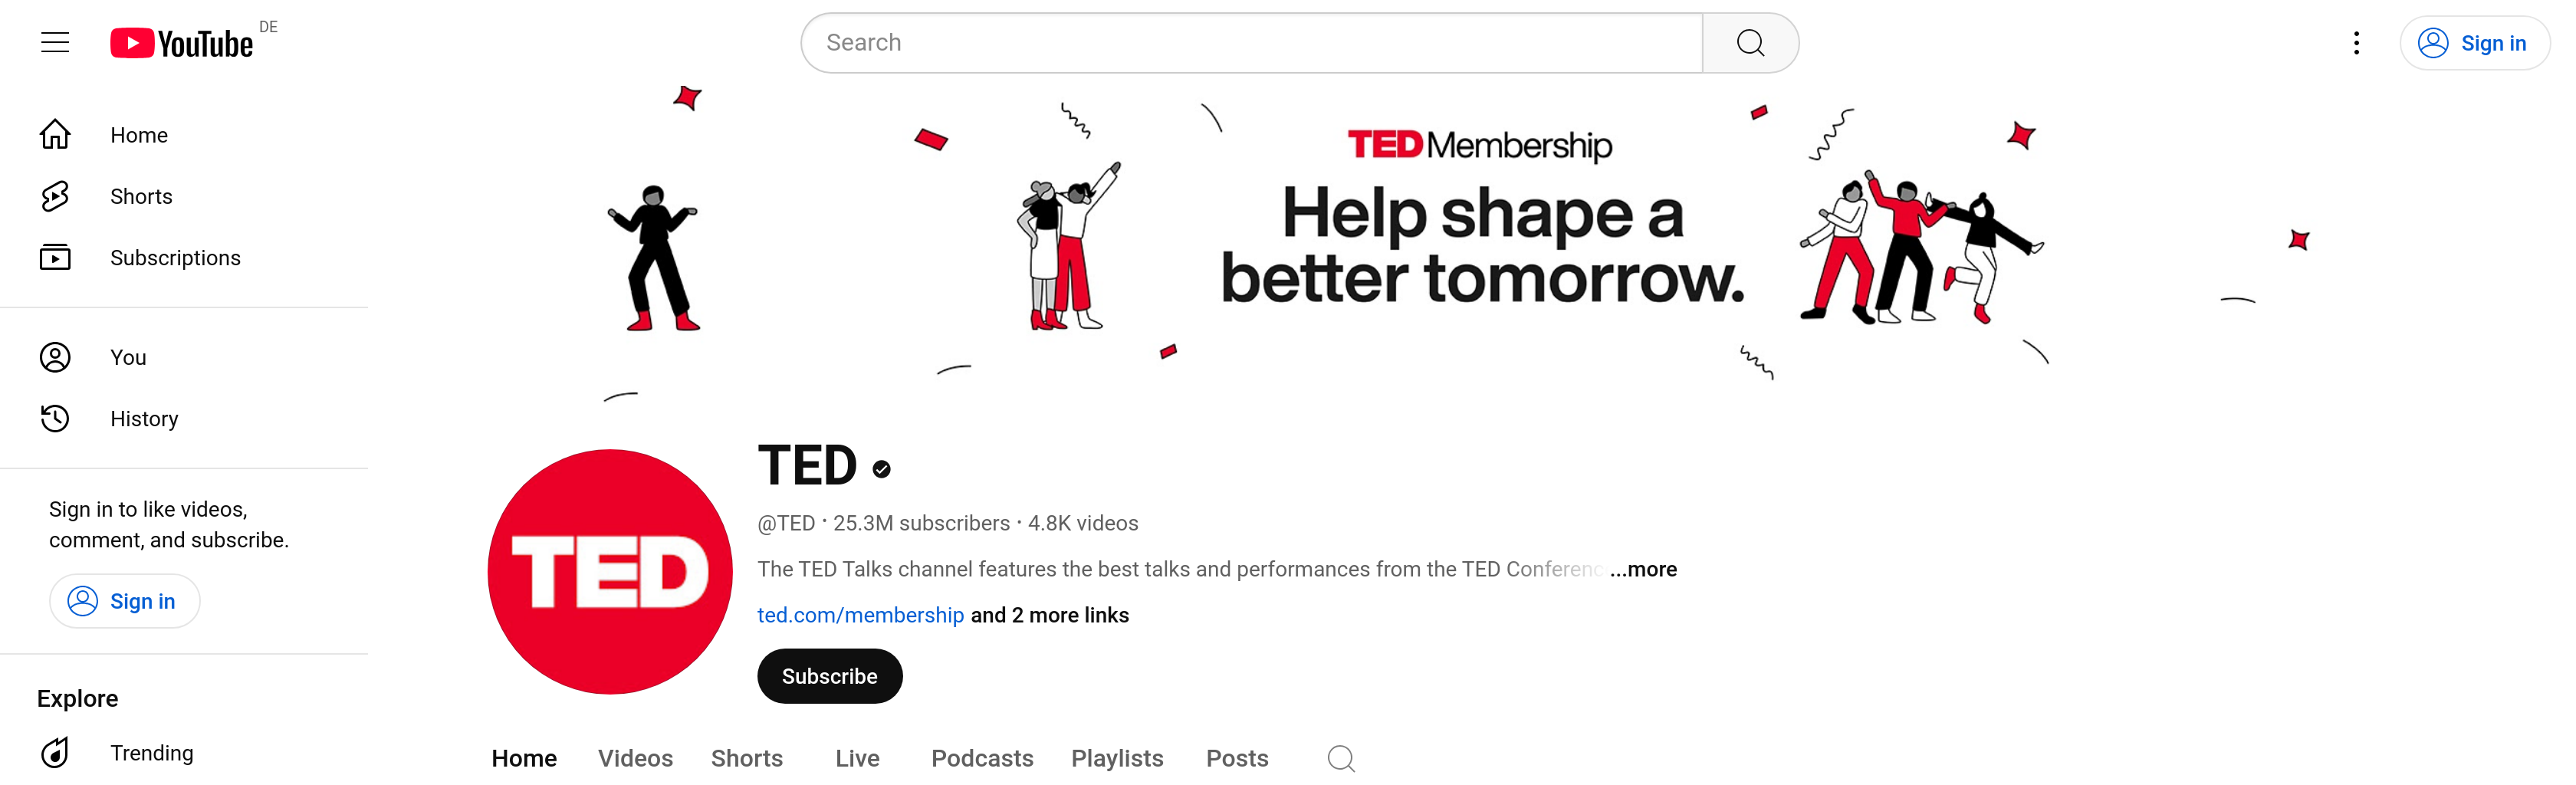 YouTube DE
Search
Sign in
Home
Shorts
Subscriptions
You
History
Sign in to like videos,
comment, and subscribe.
Sign in
Explore
Trending
TED Membership
Help shape a
better tomorrow.
TED
TED
@TED • 25.3M subscribers • 4.8K videos
The TED Talks channel features the best talks and performances from the TED Conferenc ...more
ted.com/membership and 2 more links
Subscribe
Home Videos Shorts Live Podcasts Playlists Posts